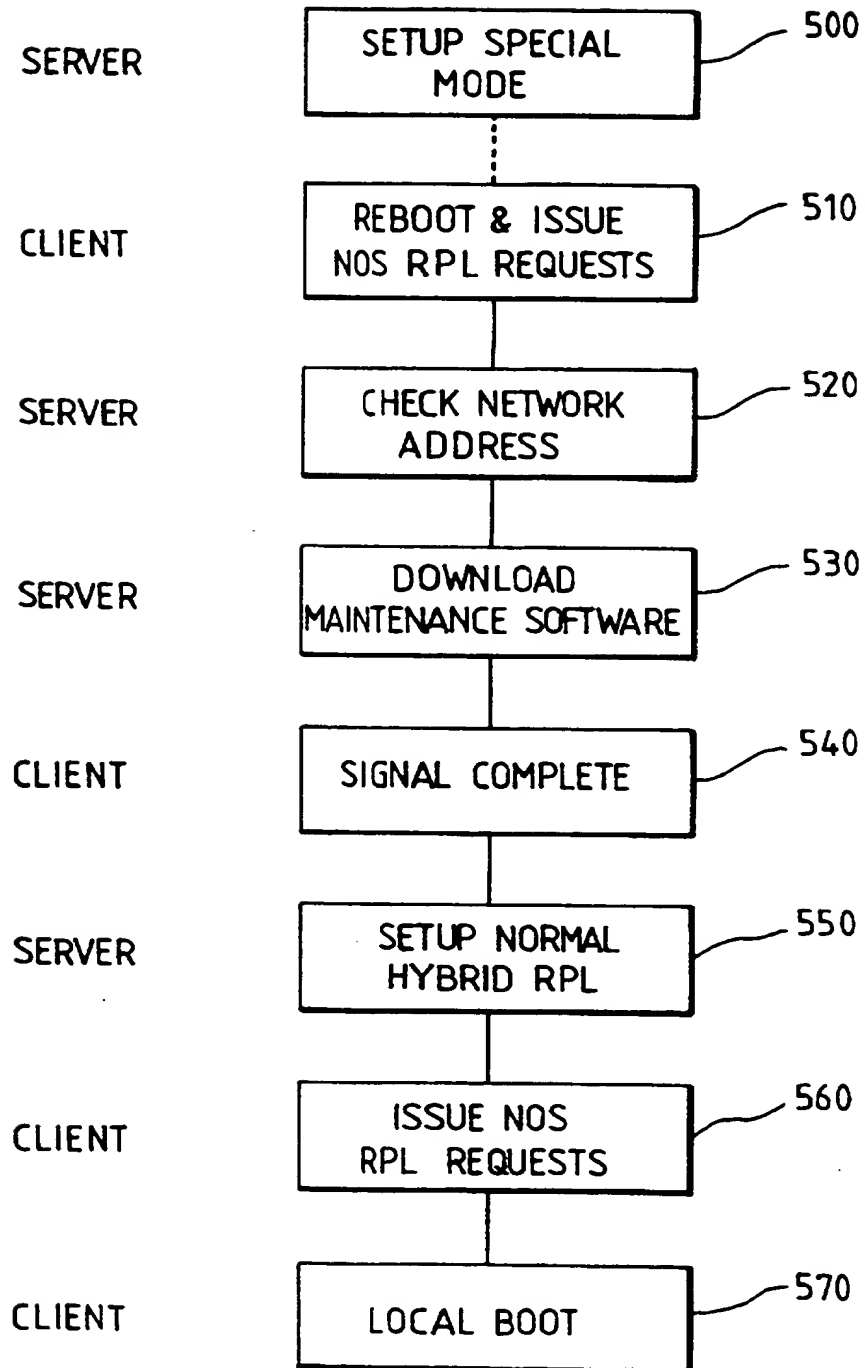 SERVER
SETUP SPECIAL
MODE
500
CLIENT
REBOOT & ISSUE
NOS RPL REQUESTS
510
SERVER
CHECK NETWORK
ADDRESS
520
SERVER
DOWNLOAD
MAINTENANCE SOFTWARE
530
CLIENT
SIGNAL COMPLETE
540
SERVER
SETUP NORMAL
HYBRID RPL
550
CLIENT
ISSUE NOS
RPL REQUESTS
560
CLIENT
LOCAL BOOT
570